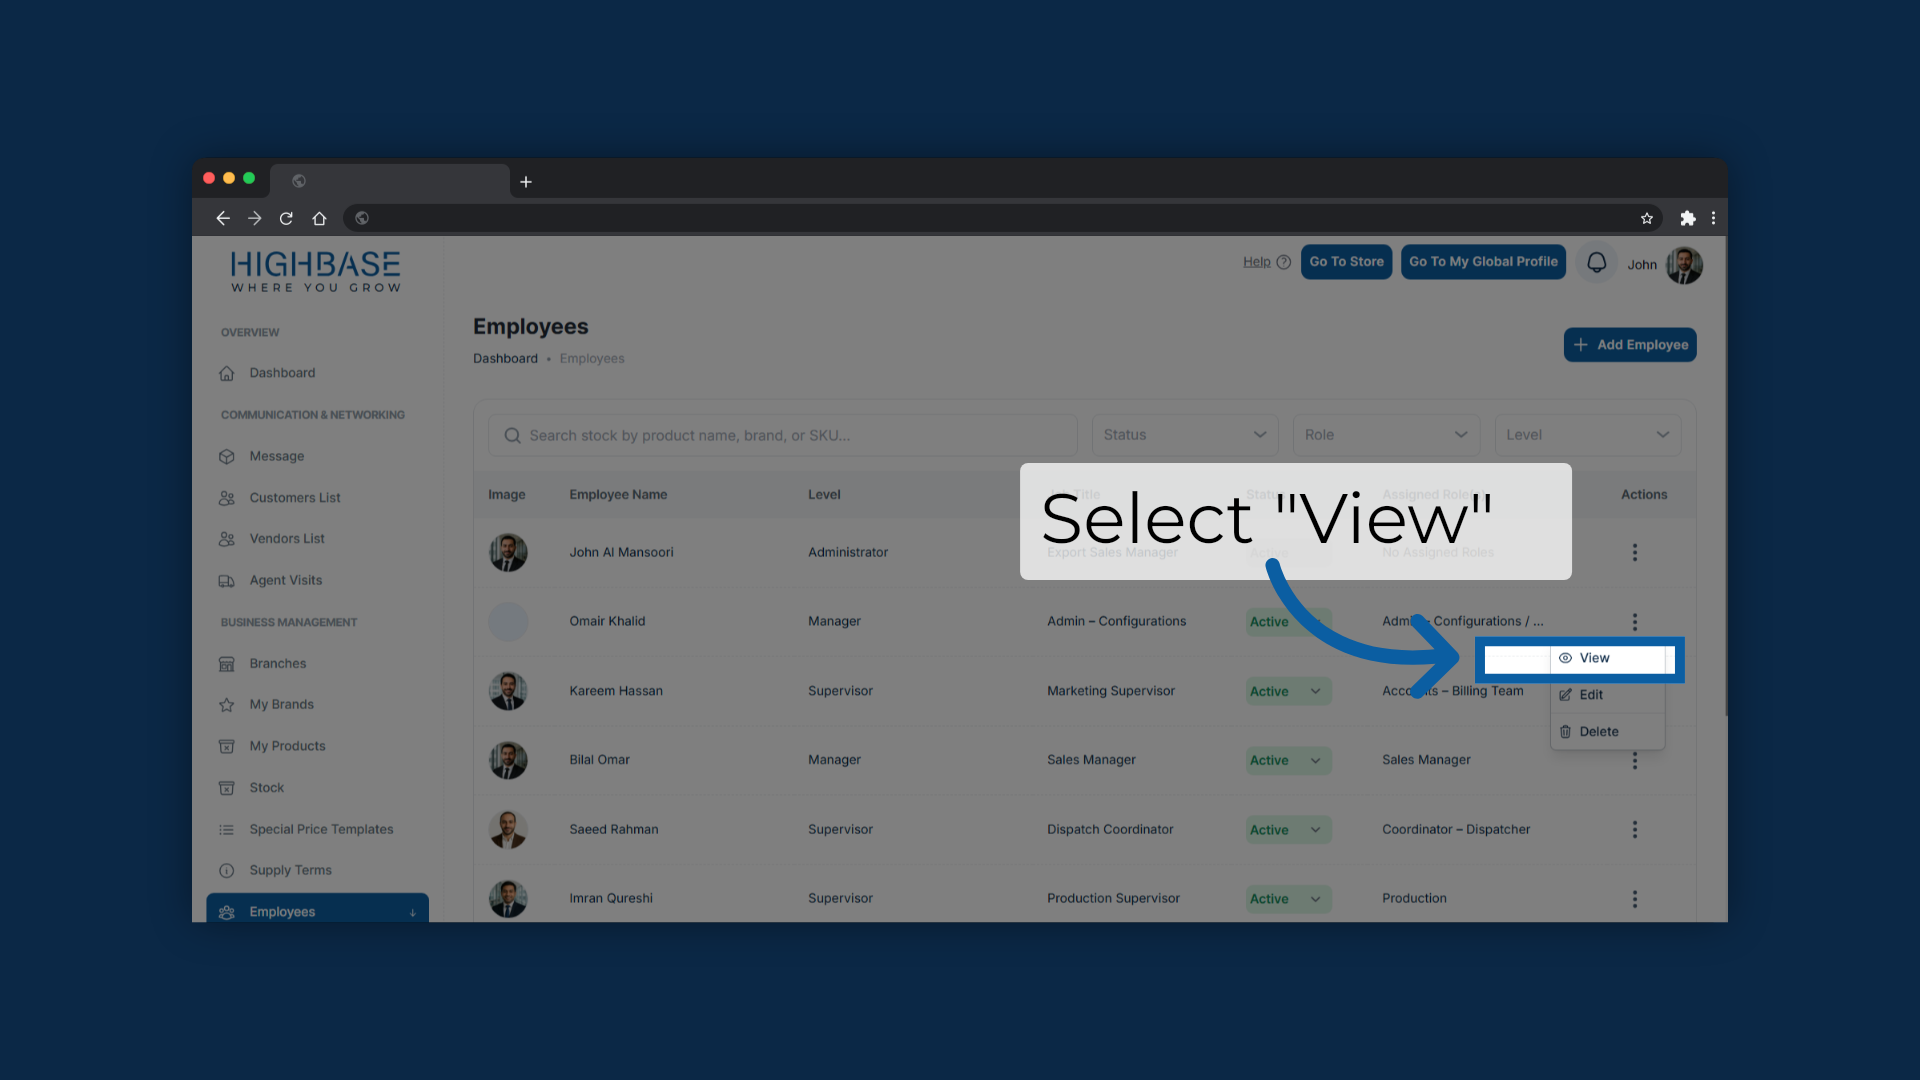 HIGHBASE
WHERE YOU GROW
Help
Go To Store
Go To My Global Profile
John
OVERVIEW
Dashboard
COMMUNICATION & NETWORKING
Message
Customers List
Vendors List
Agent Visits
BUSINESS MANAGEMENT
Branches
My Brands
My Products
Stock
Special Price Templates
Supply Terms
Employees
Employees
Dashboard • Employees
Add Employee
Search stock by product name, brand, or SKU...
Status
Role
Level
Image Employee Name Level Job Title Status Assigned Role Actions
Select "View"
John Al Mansoori Administrator Export Sales Manager Active No Assigned Roles
Omair Khalid Manager Admin – Configurations Active Admin – Configurations / ...
View
Edit
Delete
Kareem Hassan Supervisor Marketing Supervisor Active – Billing Team
Bilal Omar Manager Sales Manager Active Sales Manager
Saeed Rahman Supervisor Dispatch Coordinator Active Coordinator – Dispatcher
Imran Qureshi Supervisor Production Supervisor Active Production